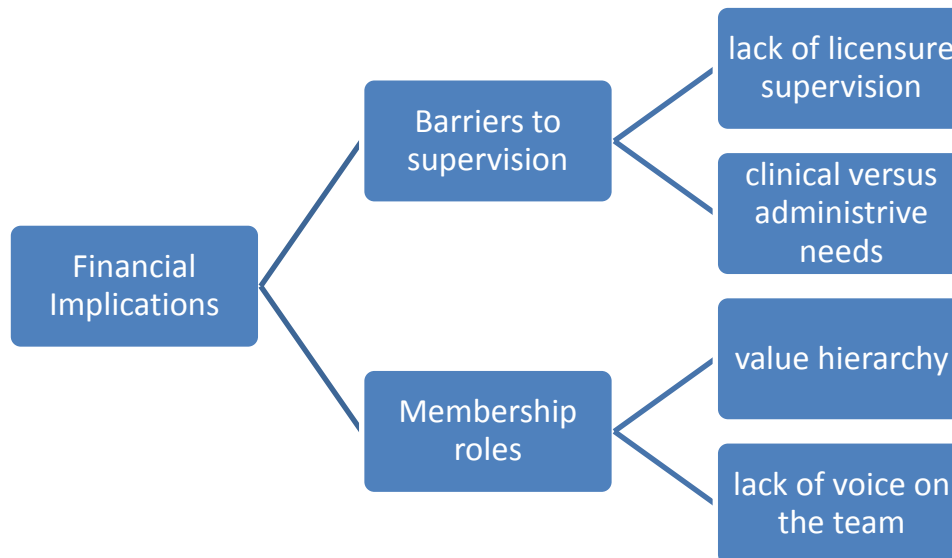 Financial
Implications
Barriers to
supervision
lack of licensure
supervision
clinical versus
administrive
needs
Membership
roles
value hierarchy
lack of voice on
the team